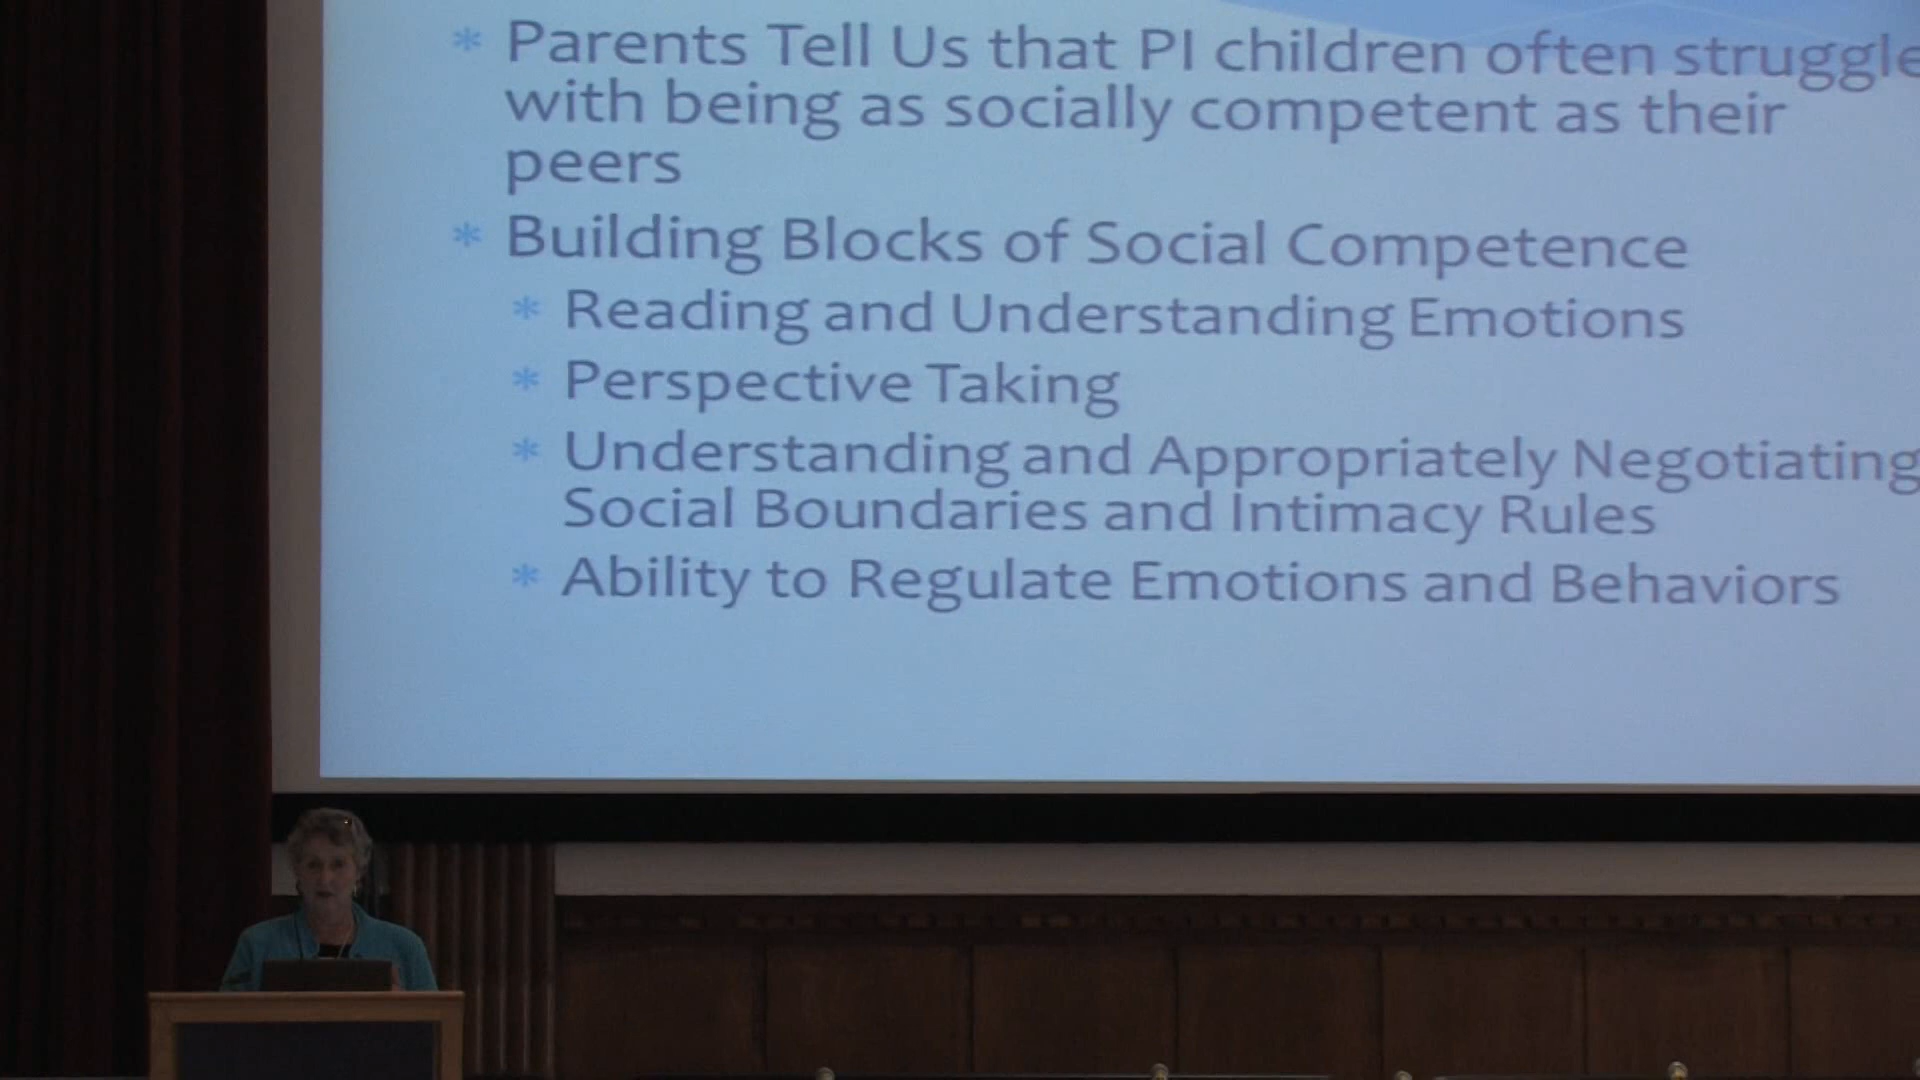 * Parents Tell Us that PI children often struggle
with being as socially competent as their
peers
* Building Blocks of Social Competence
* Reading and Understanding Emotions
* Perspective Taking
* Understanding and Appropriately Negotiating
Social Boundaries and Intimacy Rules
* Ability to Regulate Emotions and Behaviors